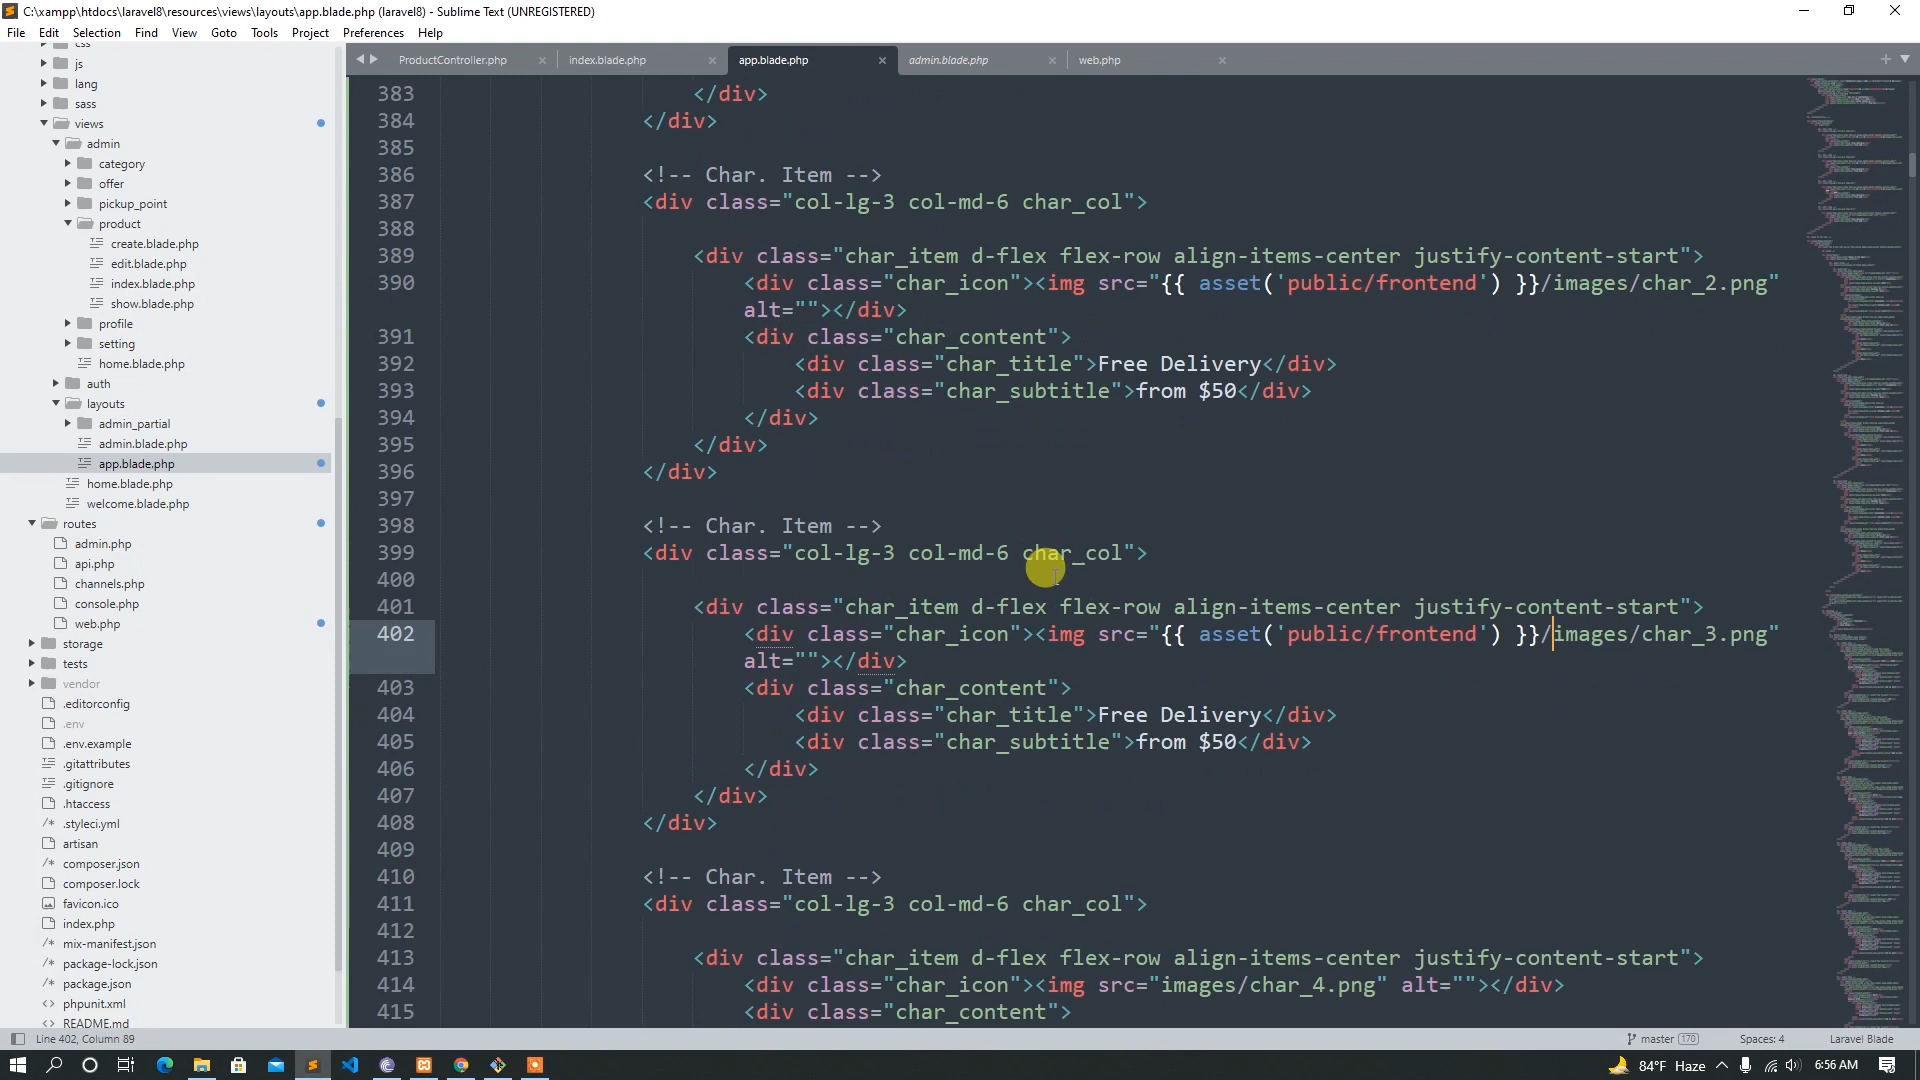 C:\xampp\htdocs\laravel8\resources\views\layouts\app.blade.php (laravel8) - Sublime Text (UNREGISTERED)
File Edit Selection Find View Goto Tools Project Preferences Help
css
js
lang
sass
views
admin
category
offer
pickup_point
product
create.blade.php
edit.blade.php
index.blade.php
show.blade.php
profile
setting
home.blade.php
auth
layouts
admin_partial
admin.blade.php
app.blade.php
home.blade.php
welcome.blade.php
routes
admin.php
api.php
channels.php
console.php
web.php
storage
tests
vendor
.editorconfig
.env
.env.example
.gitattributes
.gitignore
.htaccess
.styleci.yml
artisan
composer.json
composer.lock
favicon.ico
index.php
mix-manifest.json
package-lock.json
package.json
phpunit.xml
README.md
ProductController.php index.blade.php app.blade.php admin.blade.php web.php
383 </div>
384 </div>
385
386 <!-- Char. Item -->
387 <div class="col-lg-3 col-md-6 char_col">
388
389 <div class="char_item d-flex flex-row align-items-center justify-content-start">
390 <div class="char_icon"><img src="{{ asset('public/frontend') }}/images/char_2.png"
alt=""></div>
391 <div class="char_content">
392 <div class="char_title">Free Delivery</div>
393 <div class="char_subtitle">from $50</div>
394 </div>
395 </div>
396 </div>
397
398 <!-- Char. Item -->
399 <div class="col-lg-3 col-md-6 char_col">
400
401 <div class="char_item d-flex flex-row align-items-center justify-content-start">
402 <div class="char_icon"><img src="{{ asset('public/frontend') }}/images/char_3.png"
alt=""></div>
403 <div class="char_content">
404 <div class="char_title">Free Delivery</div>
405 <div class="char_subtitle">from $50</div>
406 </div>
407 </div>
408 </div>
409
410 <!-- Char. Item -->
411 <div class="col-lg-3 col-md-6 char_col">
412
413 <div class="char_item d-flex flex-row align-items-center justify-content-start">
414 <div class="char_icon"><img src="images/char_4.png" alt=""></div>
415 <div class="char_content">
Line 402, Column 89 master 170 Spaces: 4 Laravel Blade
84°F Haze 6:56 AM